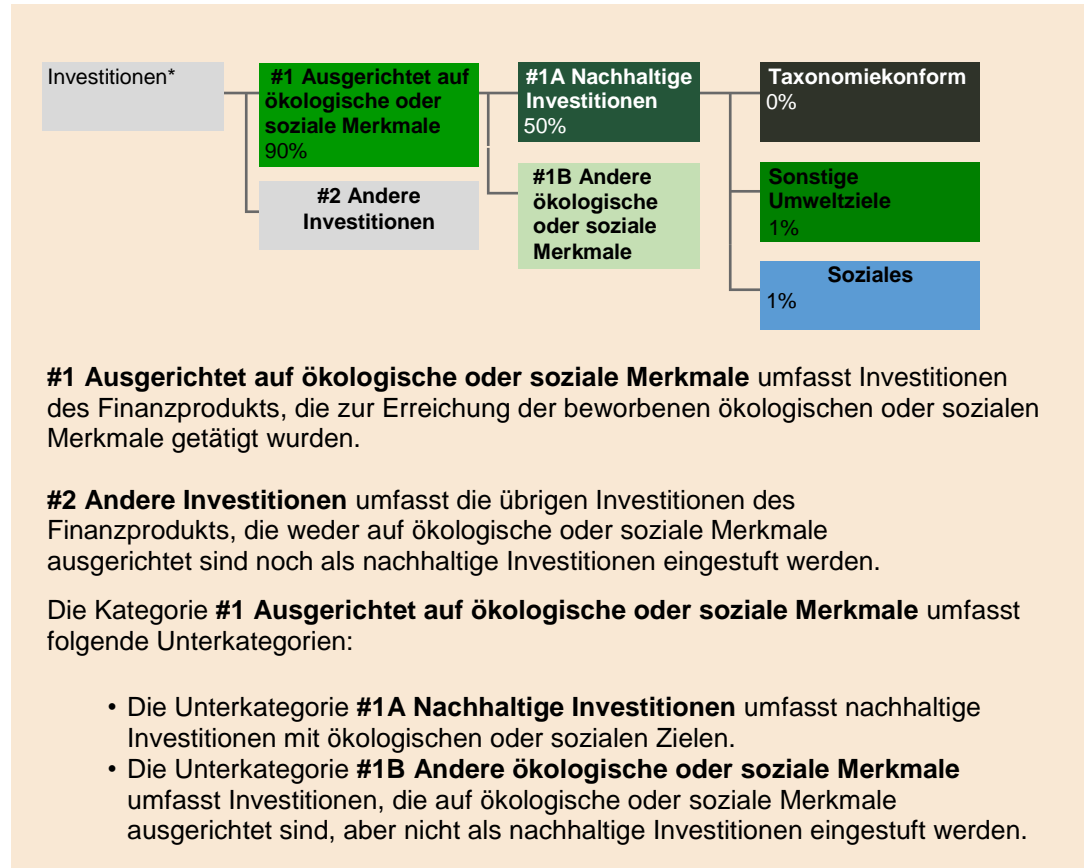 Investitionen*
#1 Ausgerichtet auf
ökologische oder
soziale Merkmale
90%
#2 Andere
Investitionen
#1A Nachhaltige
Investitionen
50%
#1B Andere
ökologische
oder soziale
Merkmale
Taxonomiekonform
0%
Sonstige
Umweltziele
1%
Soziales
1%
#1 Ausgerichtet auf ökologische oder soziale Merkmale umfasst Investitionen
des Finanzprodukts, die zur Erreichung der beworbenen ökologischen oder sozialen
Merkmale getätigt wurden.
#2 Andere Investitionen umfasst die übrigen Investitionen des
Finanzprodukts, die weder auf ökologische oder soziale Merkmale
ausgerichtet sind noch als nachhaltige Investitionen eingestuft werden.
Die Kategorie #1 Ausgerichtet auf ökologische oder soziale Merkmale umfasst
folgende Unterkategorien:
• Die Unterkategorie #1A Nachhaltige Investitionen umfasst nachhaltige
Investitionen mit ökologischen oder sozialen Zielen.
• Die Unterkategorie #1B Andere ökologische oder soziale Merkmale
umfasst Investitionen, die auf ökologische oder soziale Merkmale
ausgerichtet sind, aber nicht als nachhaltige Investitionen eingestuft werden.